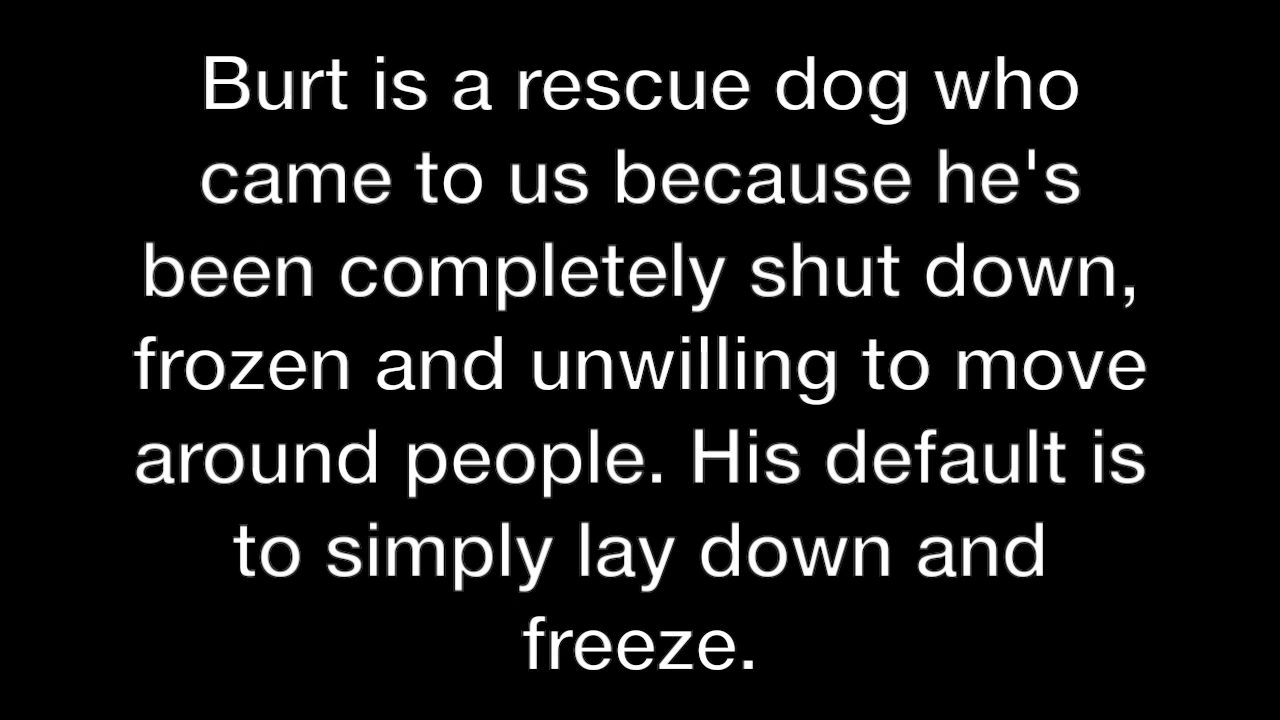 Burt is a rescue dog who
came to us because he's
been completely shut down,
frozen and unwilling to move
around people. His default is
to simply lay down and
freeze.